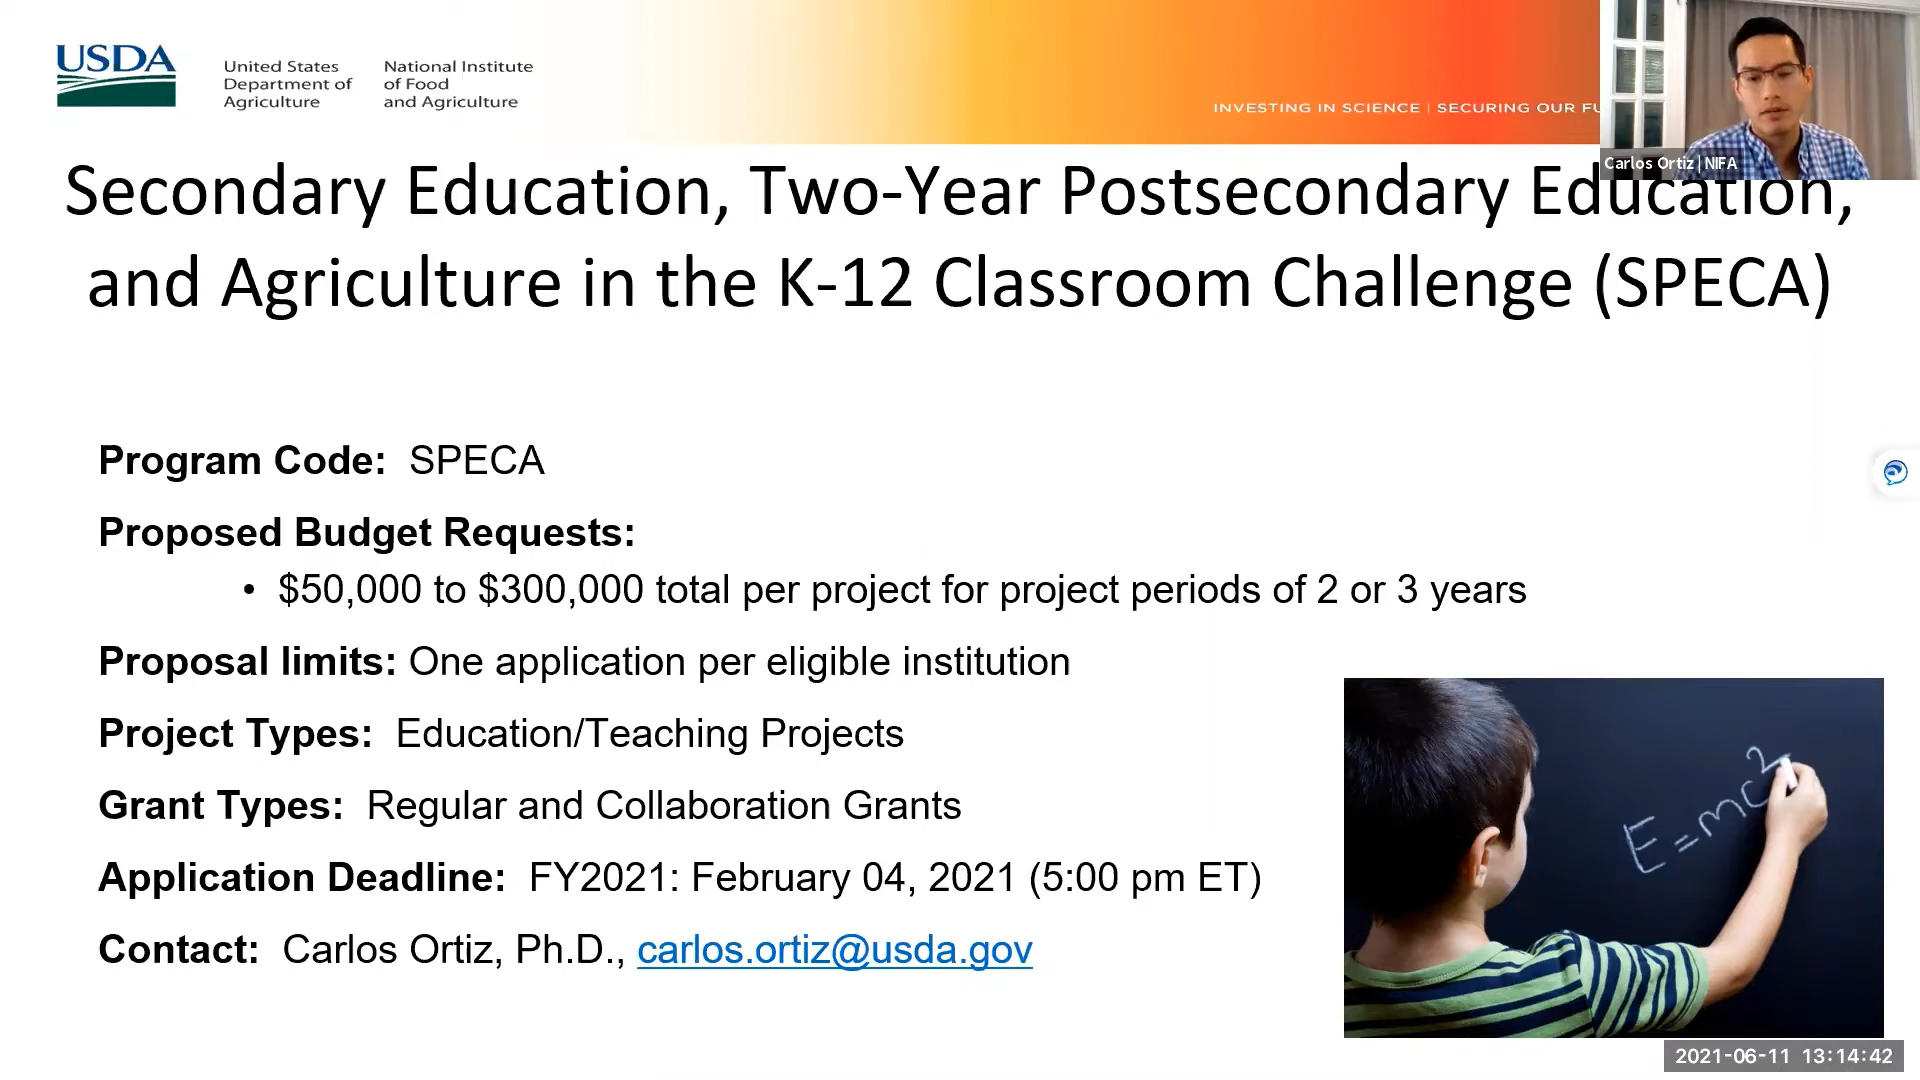 USDA
United States
Department of
Agriculture
National Institute
of Food
and Agriculture
INVESTING IN SCIENCE | SECURING OUR FU
Carlos Ortiz | NIFA
Secondary Education, Two-Year Postsecondary Education,
and Agriculture in the K-12 Classroom Challenge (SPECA)
Program Code: SPECA
Proposed Budget Requests:
• $50,000 to $300,000 total per project for project periods of 2 or 3 years
Proposal limits: One application per eligible institution
Project Types: Education/Teaching Projects
Grant Types: Regular and Collaboration Grants
Application Deadline: FY2021: February 04, 2021 (5:00 pm ET)
Contact: Carlos Ortiz, Ph.D., carlos.ortiz@usda.gov
E=mc²
2021-06-11 13:14:42